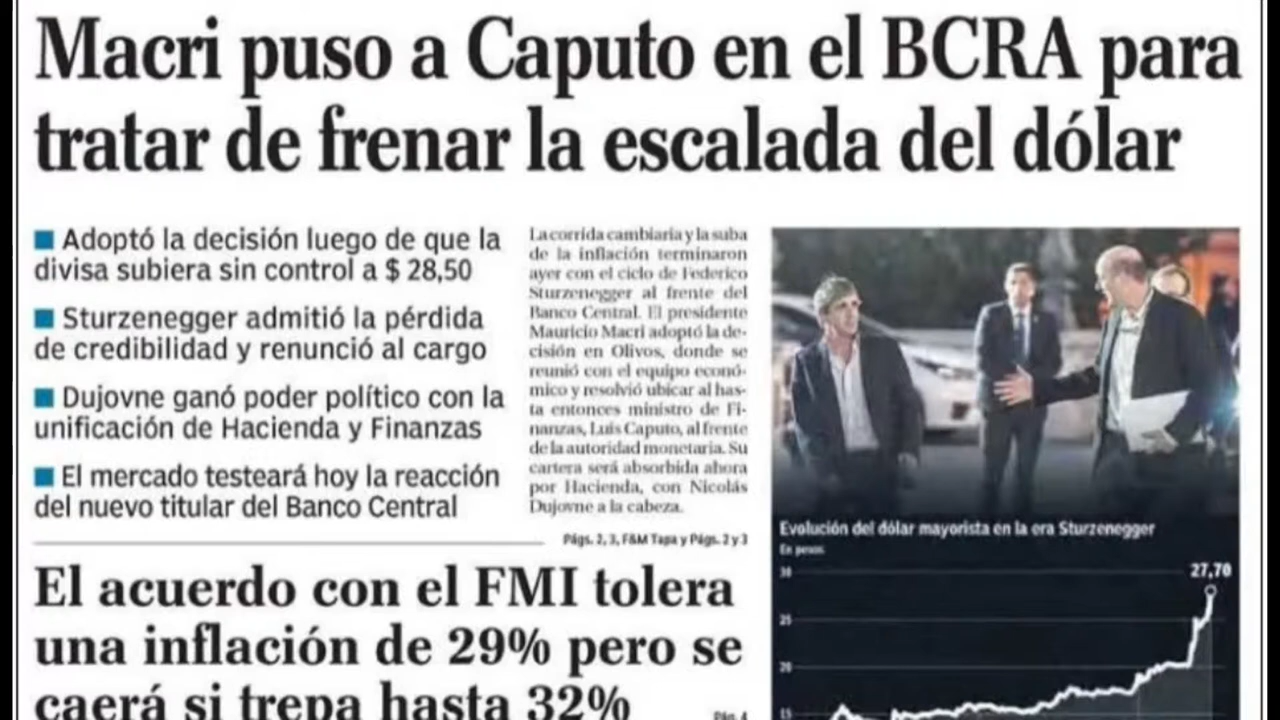 Macri puso a Caputo en el BCRA para
tratar de frenar la escalada del dólar
Adoptó la decisión luego de que la
divisa subiera sin control a $ 28,50
Sturzenegger admitió la pérdida
de credibilidad y renunció al cargo
Dujovne ganó poder político con la
unificación de Hacienda y Finanzas
El mercado testeará hoy la reacción
del nuevo titular del Banco Central
La corrida cambiaria y la suba
de la inflación terminaron
ayer con el ciclo de Federico
Sturzenegger al frente del
Banco Central. El presidente
Mauricio Macri adoptó la de-
cisión en Olivos, donde se
reunió con el equipo econó-
mico y resolvió ubicar al has-
ta entonces ministro de Fi-
nanzas, Luis Caputo, al frente
de la autoridad monetaria. Su
cartera será absorbida ahora
por Hacienda, con Nicolás
Dujovne a la cabeza.
Págs. 2, 3, F&M Tapa y Págs. 2 y 3
El acuerdo con el FMI tolera
una inflación de 29% pero se
caerá si trepa hasta 32%
Pág. 4
Evolución del dólar mayorista en la era Sturzenegger
En pesos
27,70
30
25
20
15